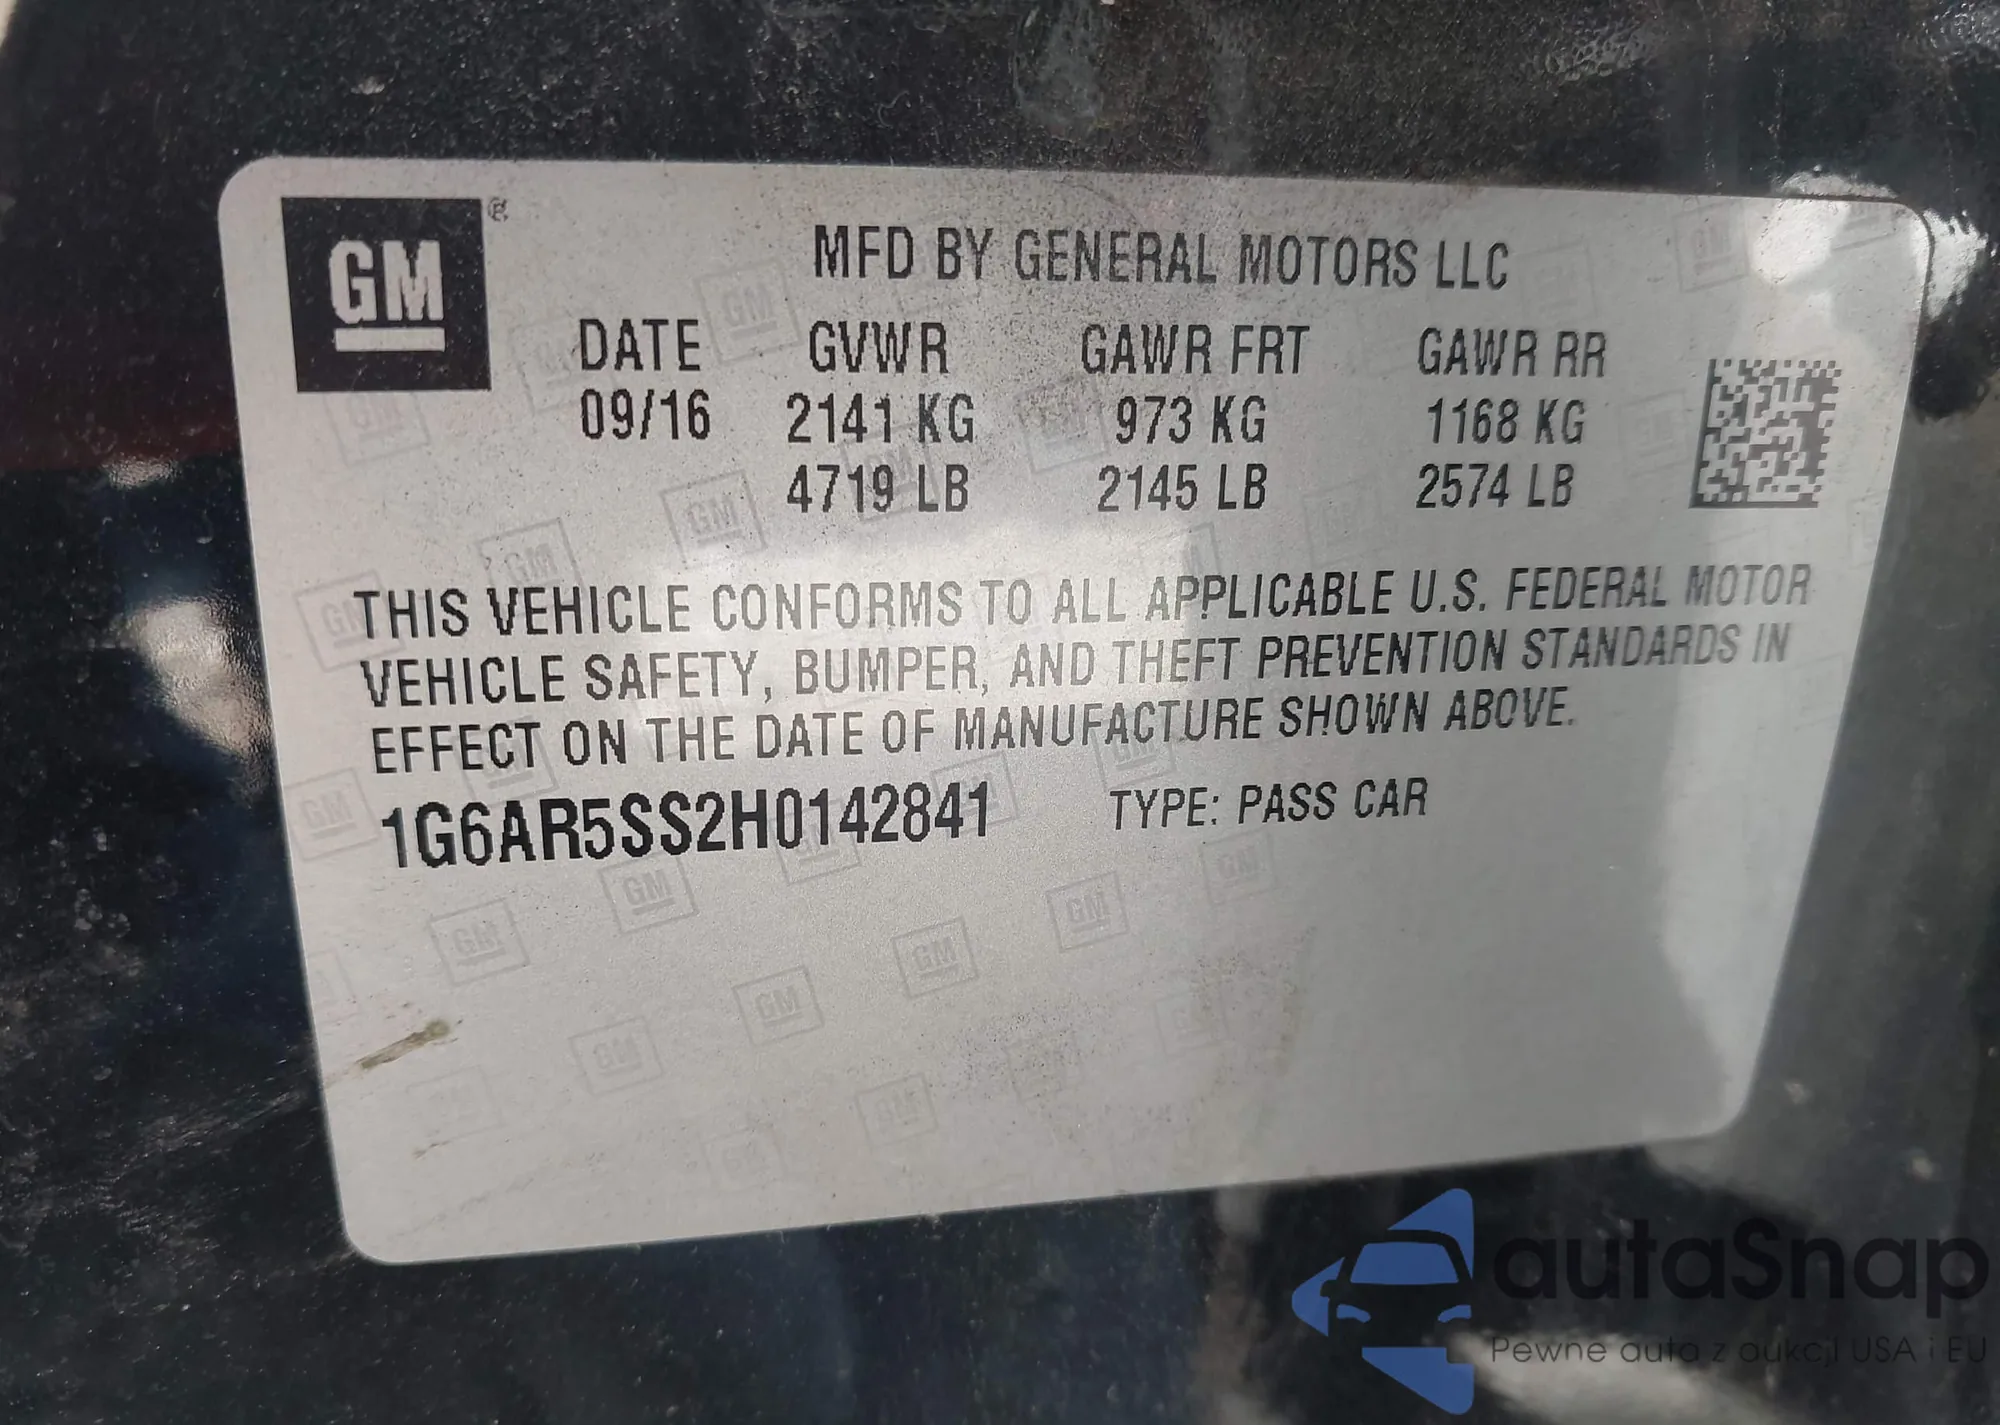 GM®
MFD BY GENERAL MOTORS LLC
DATE GVWR GAWR FRT GAWR RR
09/16 2141 KG 973 KG 1168 KG
4719 LB 2145 LB 2574 LB
THIS VEHICLE CONFORMS TO ALL APPLICABLE U.S. FEDERAL MOTOR
VEHICLE SAFETY, BUMPER, AND THEFT PREVENTION STANDARDS IN
EFFECT ON THE DATE OF MANUFACTURE SHOWN ABOVE.
1G6AR5SS2H0142841 TYPE: PASS CAR
autaSnap
Pewne auta z aukcji USA i EU